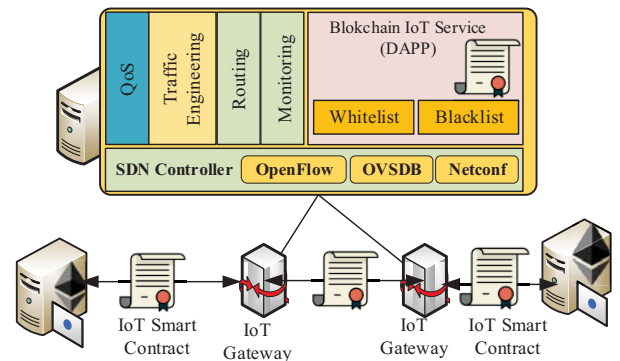 QoS
Traffic
Engineering
Routing
Monitoring
Blokchain IoT Service
(DAPP)
Whitelist
Blacklist
SDN Controller
OpenFlow
OVSDB
Netconf
IoT Smart
Contract
IoT
Gateway
IoT
Gateway
IoT Smart
Contract